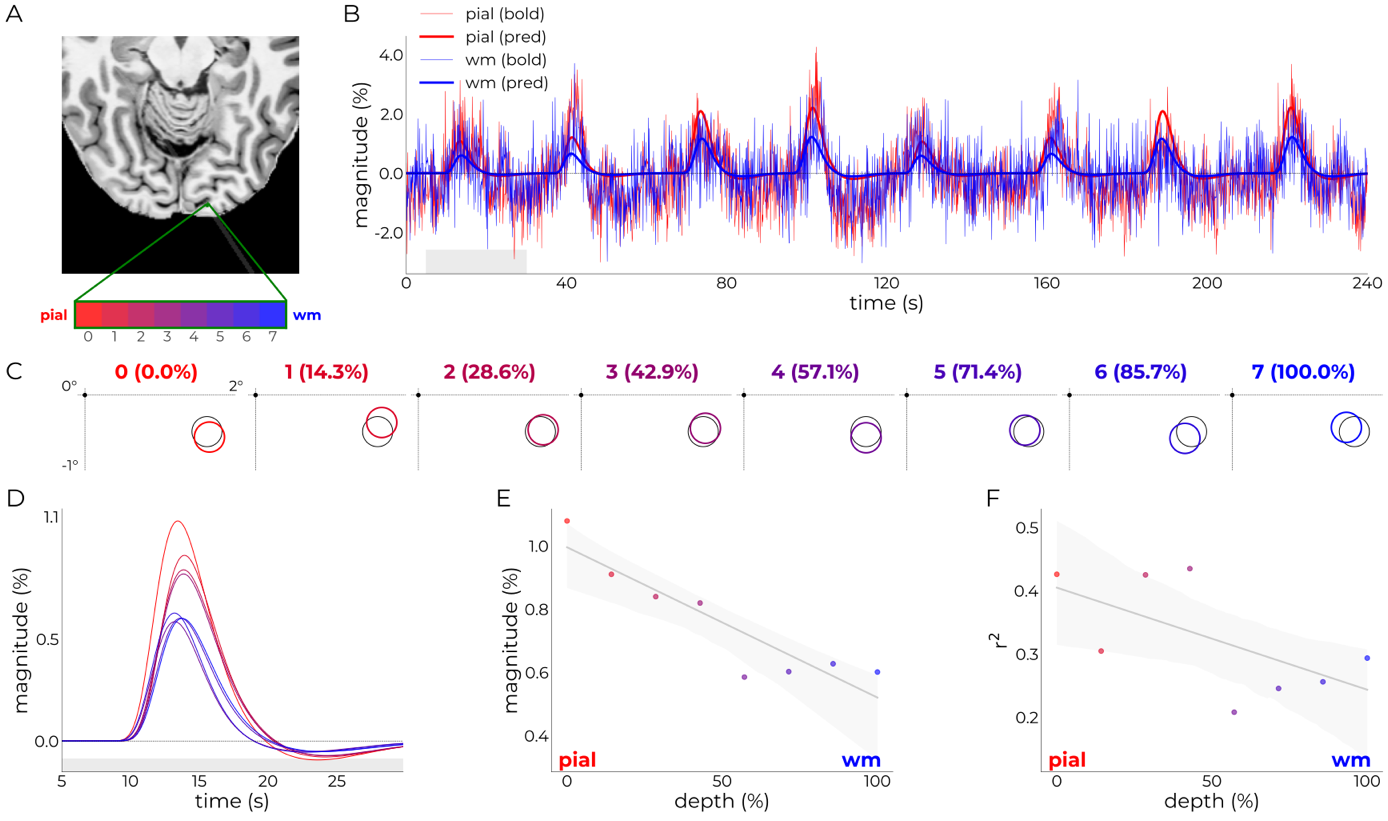 A
pial
wm
0 1 2 3 4 5 6 7
B
pial (bold)
pial (pred)
wm (bold)
wm (pred)
magnitude (%)
4.0
2.0
0.0
-2.0
0 40 80 120 160 200 240
time (s)
C
0 (0.0%) 1 (14.3%) 2 (28.6%) 3 (42.9%) 4 (57.1%) 5 (71.4%) 6 (85.7%) 7 (100.0%)
0° 2°
-1°
D
magnitude (%)
1.1
0.5
0.0
5 10 15 20 25
time (s)
E
magnitude (%)
1.0
0.8
0.6
0.4
pial wm
0 50 100
depth (%)
F
r²
0.5
0.4
0.3
0.2
pial wm
0 50 100
depth (%)